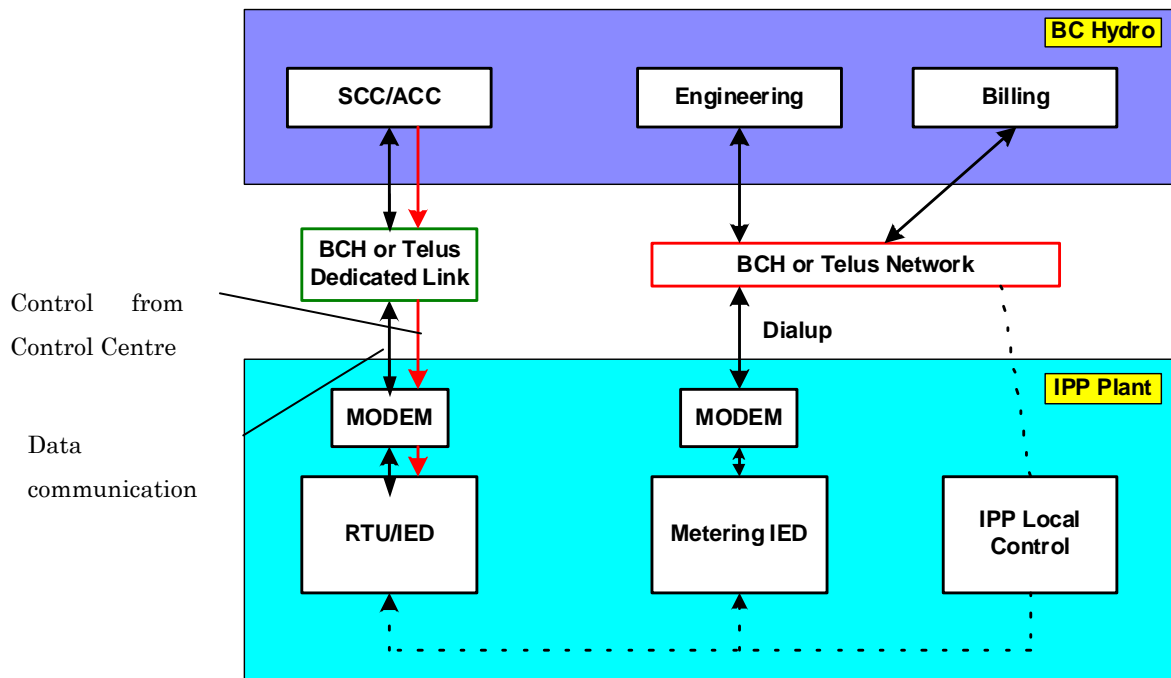 BC Hydro
SCC/ACC
Engineering
Billing
BCH or Telus
Dedicated Link
BCH or Telus Network
Control from
Control Centre
Dialup
IPP Plant
MODEM
MODEM
Data
communication
RTU/IED
Metering IED
IPP Local
Control